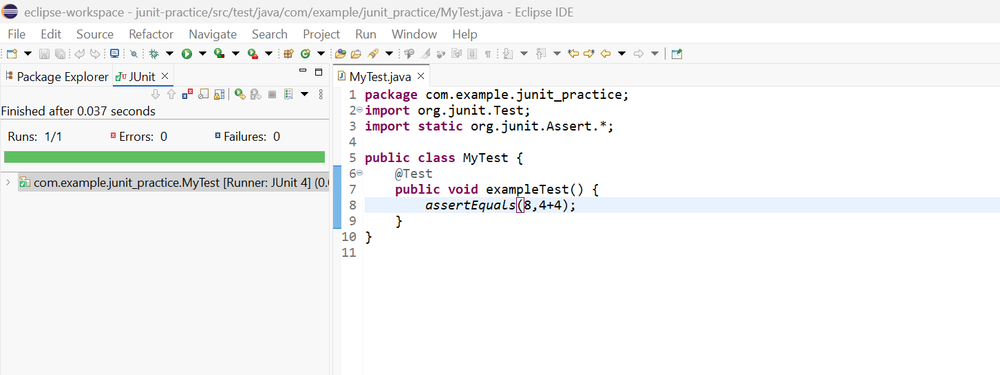 eclipse-workspace - junit-practice/src/test/java/com/example/junit_practice/MyTest.java - Eclipse IDE
File Edit Source Refactor Navigate Search Project Run Window Help
Package Explorer JUnit
Finished after 0.037 seconds
Runs: 1/1 Errors: 0 Failures: 0
com.example.junit_practice.MyTest [Runner: JUnit 4] (0.0
MyTest.java
1 package com.example.junit_practice;
2 import org.junit.Test;
3 import static org.junit.Assert.*;
4
5 public class MyTest {
6 @Test
7 public void exampleTest() {
8 assertEquals(8,4+4);
9 }
10 }
11